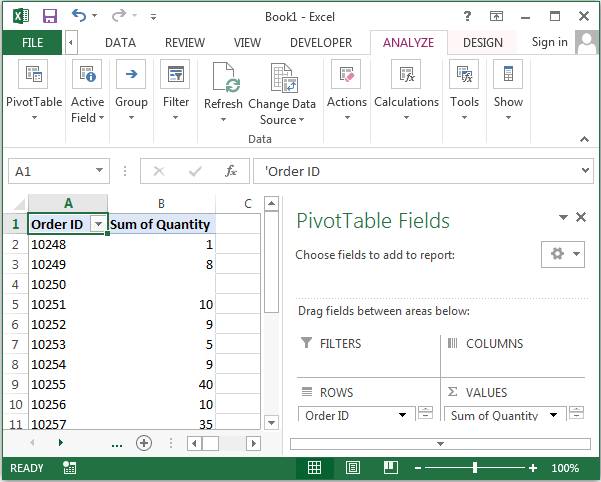 Book1 - Excel
FILE DATA REVIEW VIEW DEVELOPER ANALYZE DESIGN Sign in
PivotTable Active Field Group Filter Refresh Change Data Source Actions Calculations Tools Show
Data
A1 fx 'Order ID
A B C
1 Order ID Sum of Quantity
2 10248 1
3 10249 8
4 10250
5 10251 10
6 10252 9
7 10253 5
8 10254 9
9 10255 40
10 10256 10
11 10257 35
PivotTable Fields
Choose fields to add to report:
Drag fields between areas below:
FILTERS COLUMNS
ROWS Σ VALUES
Order ID Sum of Quantity
...
READY 100%